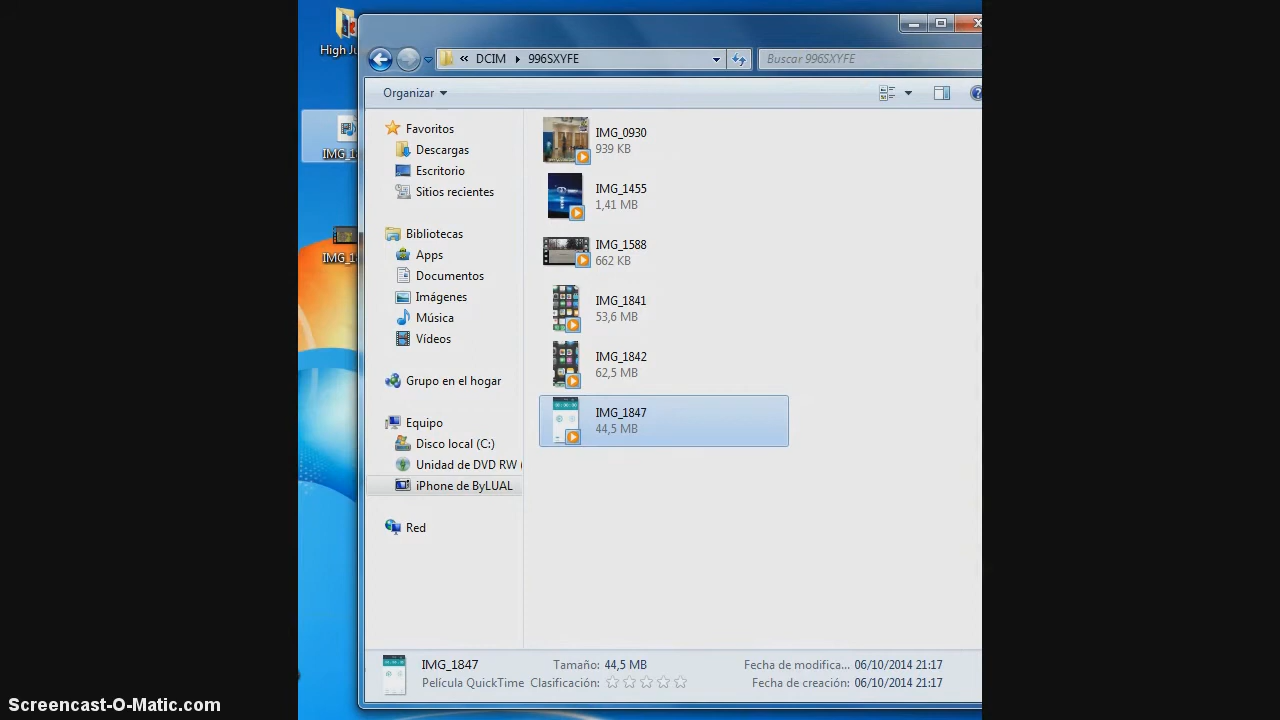 High Ju
IMG_1
IMG_1
« DCIM 996SXYFE
Buscar 996SXYFE
Organizar
Favoritos
Descargas
Escritorio
Sitios recientes
Bibliotecas
Apps
Documentos
Imágenes
Música
Vídeos
Grupo en el hogar
Equipo
Disco local (C:)
Unidad de DVD RW (
iPhone de ByLUAL
Red
IMG_0930
939 KB
IMG_1455
1,41 MB
IMG_1588
662 KB
IMG_1841
53,6 MB
IMG_1842
62,5 MB
IMG_1847
44,5 MB
IMG_1847 Tamaño: 44,5 MB Fecha de modifica... 06/10/2014 21:17
Película QuickTime Clasificación: Fecha de creación: 06/10/2014 21:17
Screencast-O-Matic.com